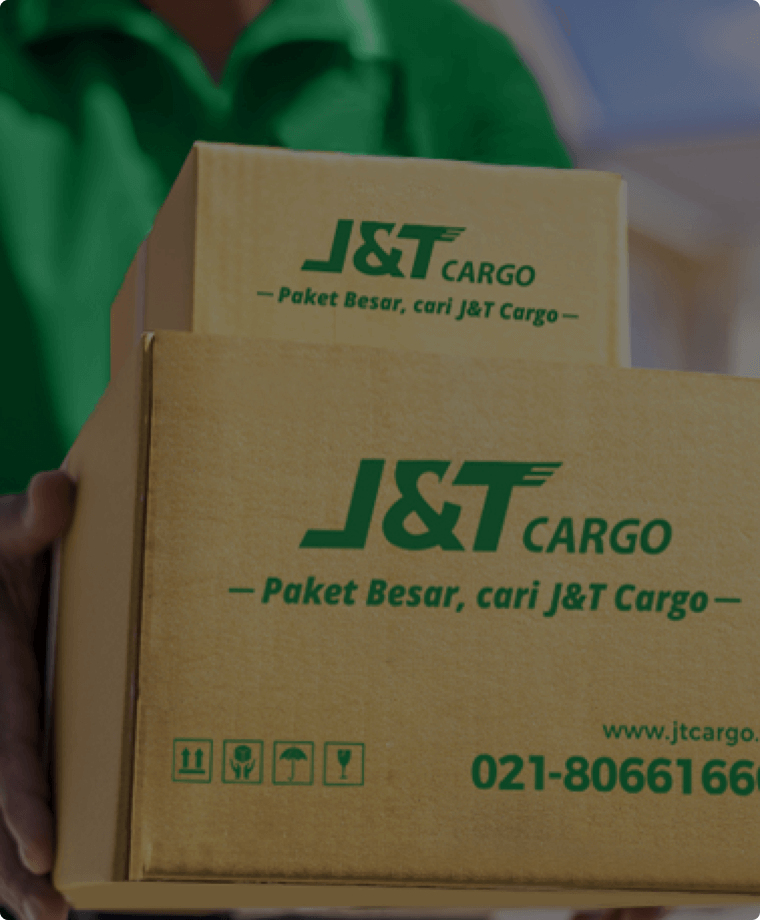 J&T CARGO
— Paket Besar, cari J&T Cargo —
J&T CARGO
— Paket Besar, cari J&T Cargo —
www.jtcargo.
021-8066166